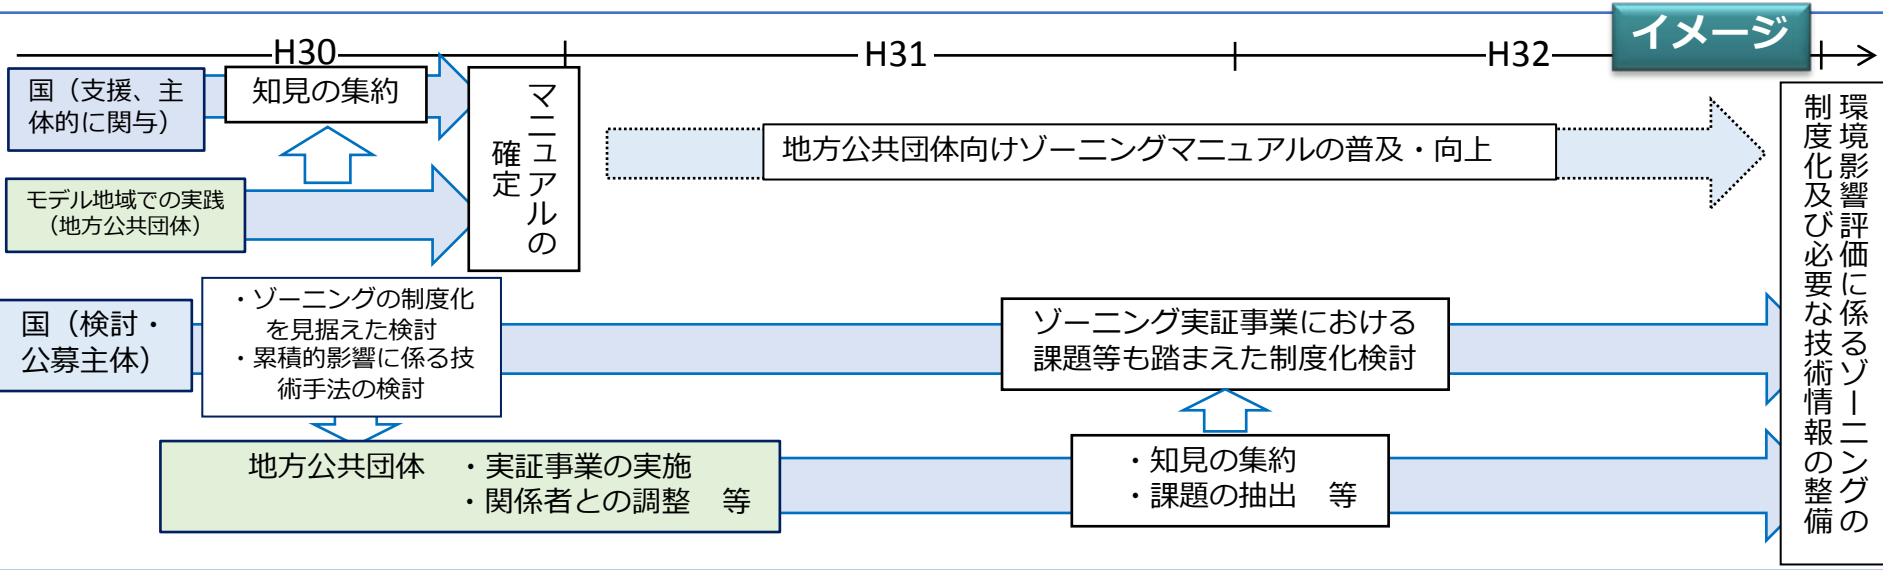 イメージ
H30
H31
H32
国（支援、主
体的に関与）
知見の集約
マニュアルの
確定
地方公共団体向けゾーニングマニュアルの普及・向上
モデル地域での実践
（地方公共団体）
国（検討・
公募主体）
・ゾーニングの制度化
を見据えた検討
・累積的影響に係る技
術手法の検討
ゾーニング実証事業における
課題等も踏まえた制度化検討
地方公共団体　・実証事業の実施
・関係者との調整　等
・知見の集約
・課題の抽出　等
環境影響評価に係るゾーニングの
制度化及び必要な技術情報の整備